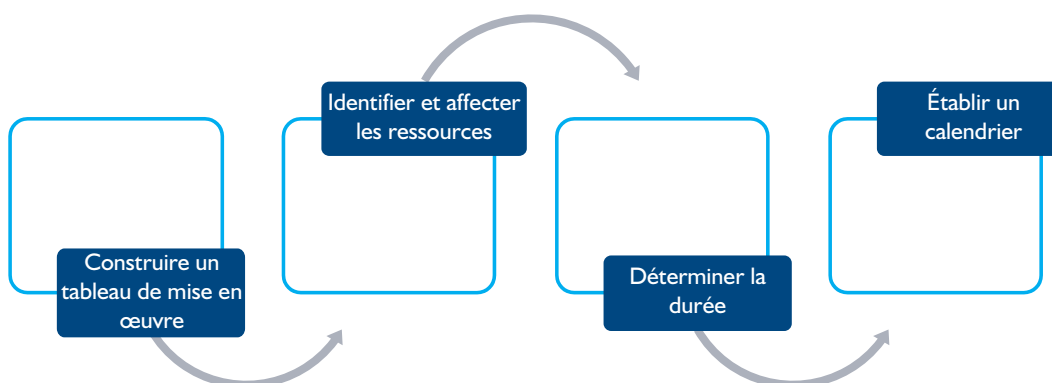 Construire un
tableau de mise en
œuvre
Identifier et affecter
les ressources
Déterminer la
durée
Établir un
calendrier